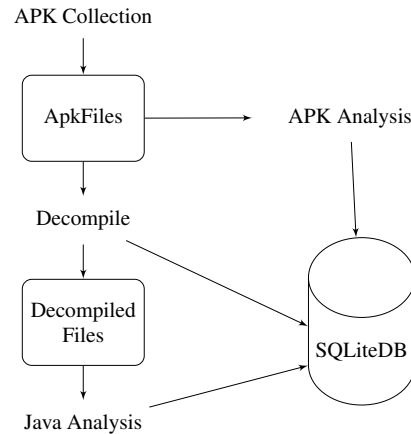 APK Collection
ApkFiles
APK Analysis
Decompile
Decompiled
Files
SQLiteDB
Java Analysis